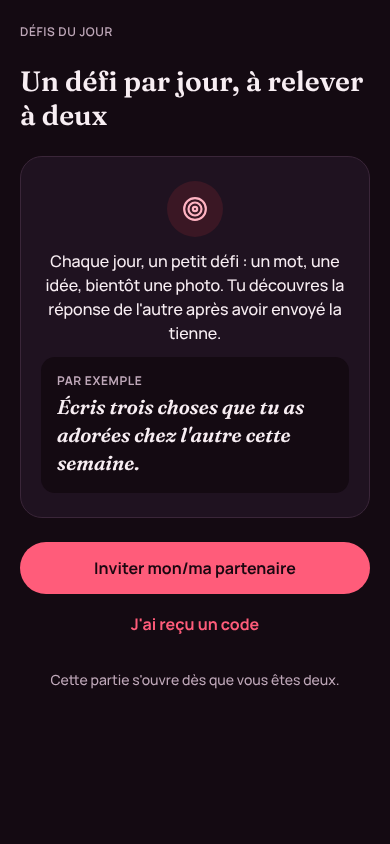 DÉFIS DU JOUR
Un défi par jour, à relever
à deux
Chaque jour, un petit défi : un mot, une
idée, bientôt une photo. Tu découvres la
réponse de l'autre après avoir envoyé la
tienne.
PAR EXEMPLE
Écris trois choses que tu as
adorées chez l'autre cette
semaine.
Inviter mon/ma partenaire
J'ai reçu un code
Cette partie s'ouvre dès que vous êtes deux.